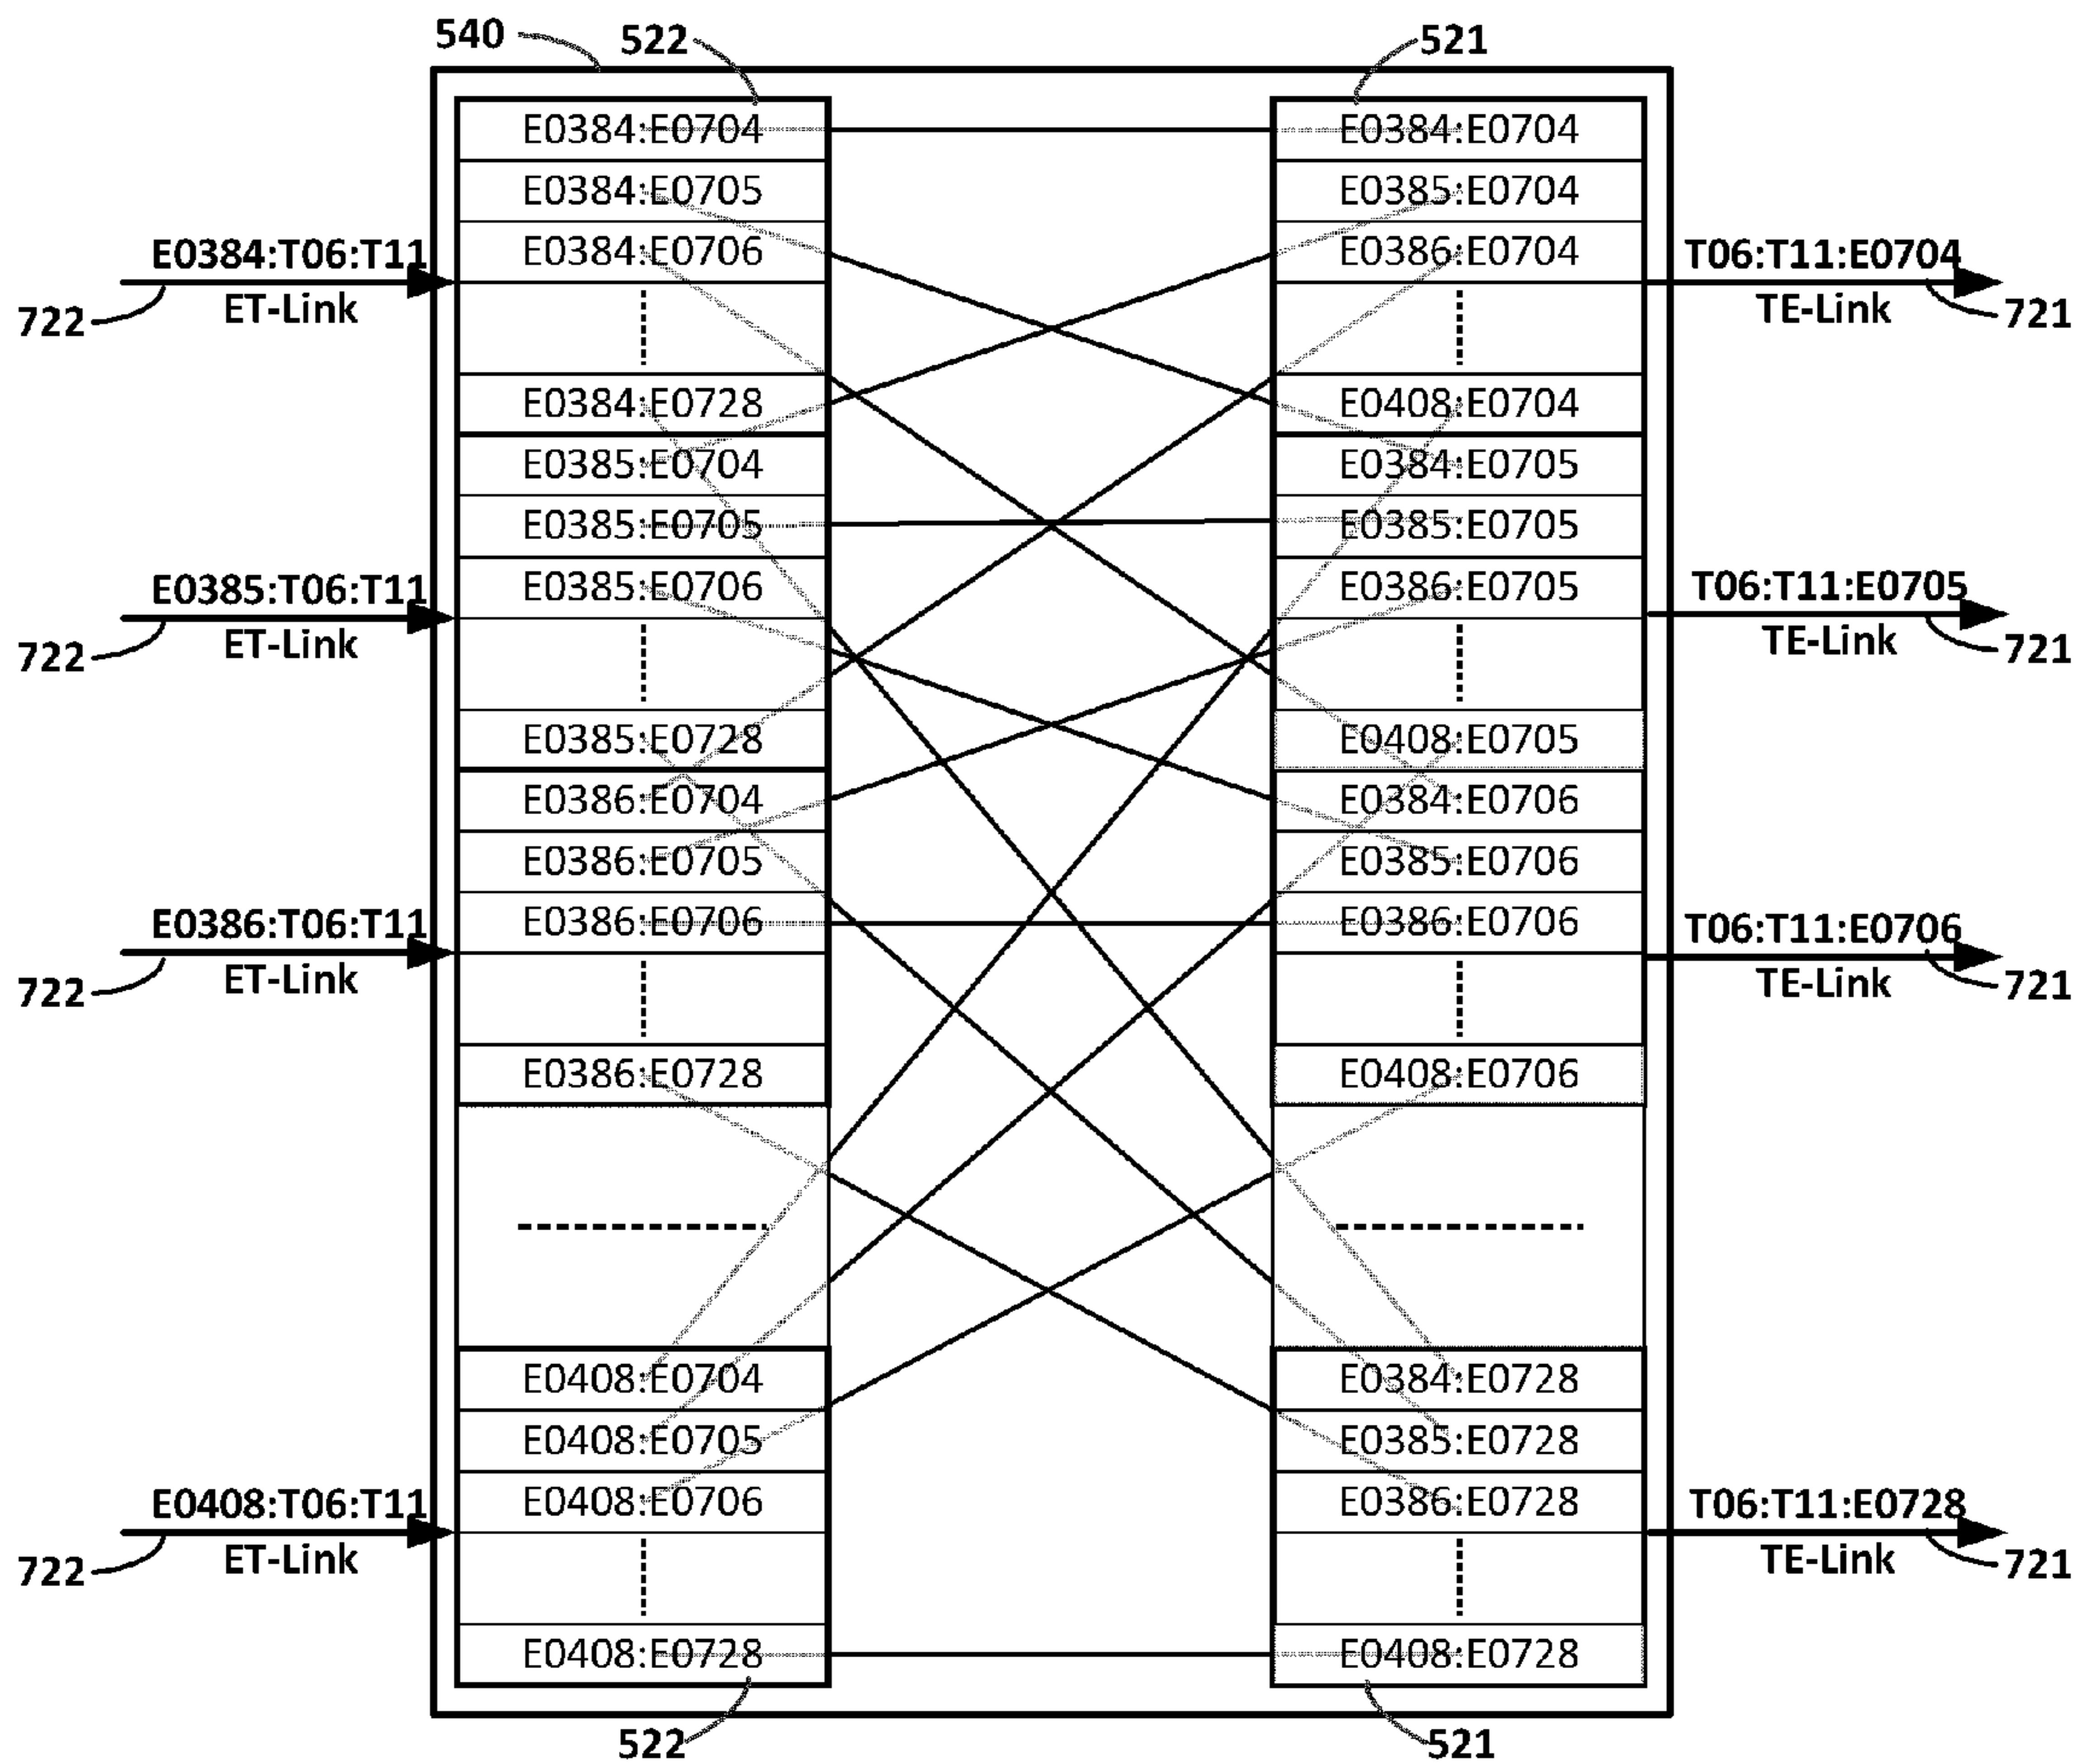 540 522 521
E0384:E0704 E0384:E0704
E0384:E0705 E0385:E0704
E0384:T06:T11 E0384:E0706 E0386:E0704 T06:T11:E0704
722 ET-Link TE-Link 721
E0384:E0728 E0408:E0704
E0385:E0704 E0384:E0705
E0385:E0705 E0385:E0705
E0385:T06:T11 E0385:E0706 E0386:E0705 T06:T11:E0705
722 ET-Link TE-Link 721
E0385:E0728 E0408:E0705
E0386:E0704 E0384:E0706
E0386:E0705 E0385:E0706
E0386:T06:T11 E0386:E0706 E0386:E0706 T06:T11:E0706
722 ET-Link TE-Link 721
E0386:E0728 E0408:E0706
E0408:E0704 E0384:E0728
E0408:E0705 E0385:E0728
E0408:T06:T11 E0408:E0706 E0386:E0728 T06:T11:E0728
722 ET-Link TE-Link 721
E0408:E0728 E0408:E0728
522 521